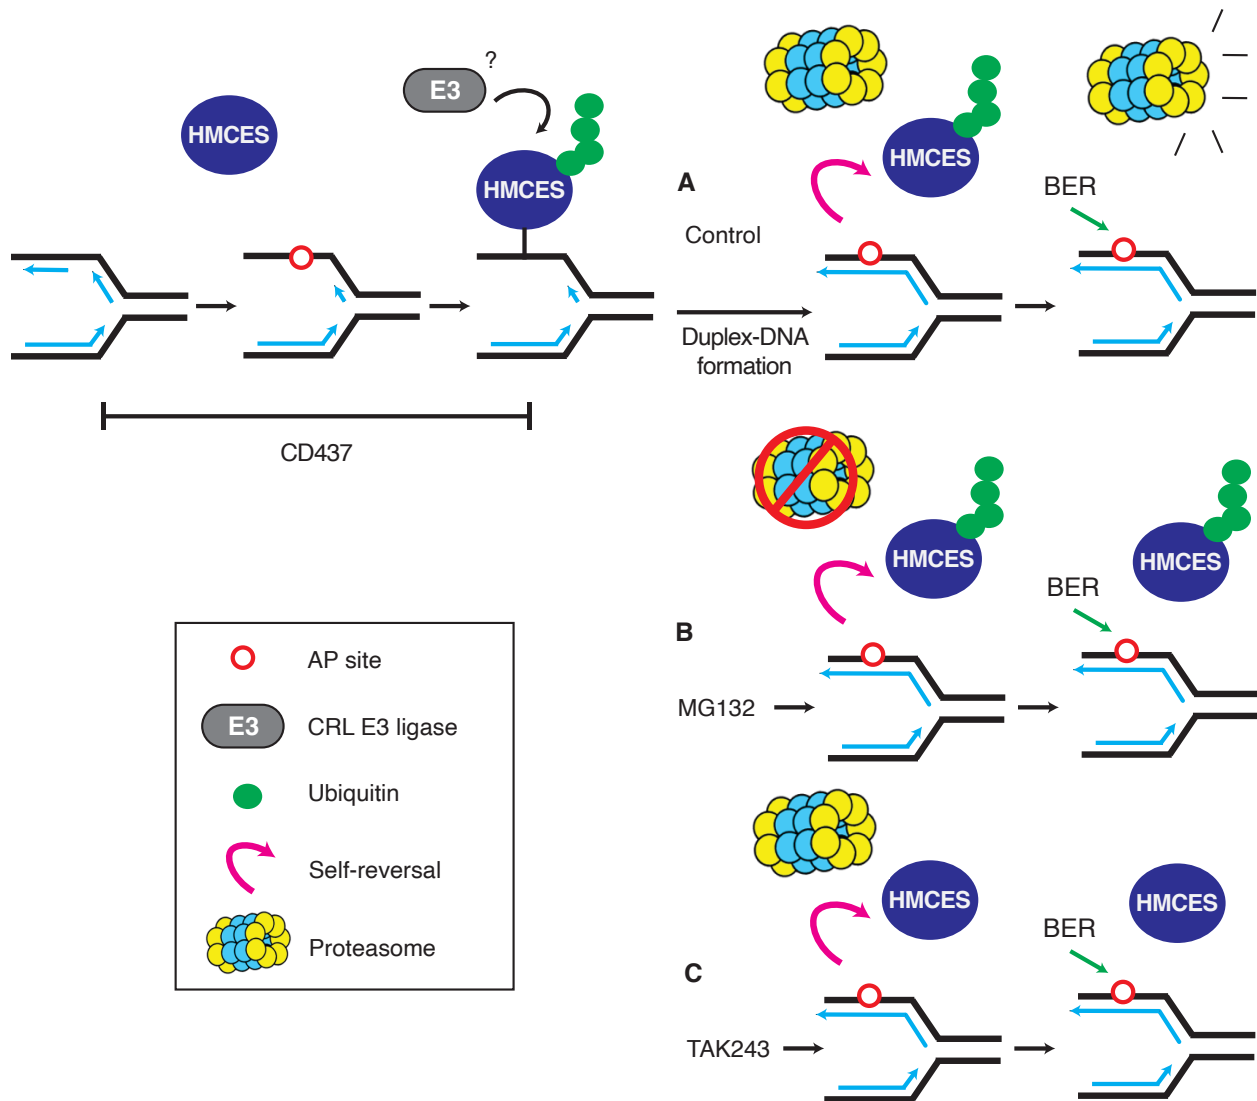 E3
?
HMCES
HMCES
CD437
A
Control
Duplex-DNA
formation
HMCES
BER
B
MG132
HMCES
HMCES
BER
C
TAK243
HMCES
HMCES
BER
AP site
E3 CRL E3 ligase
Ubiquitin
Self-reversal
Proteasome